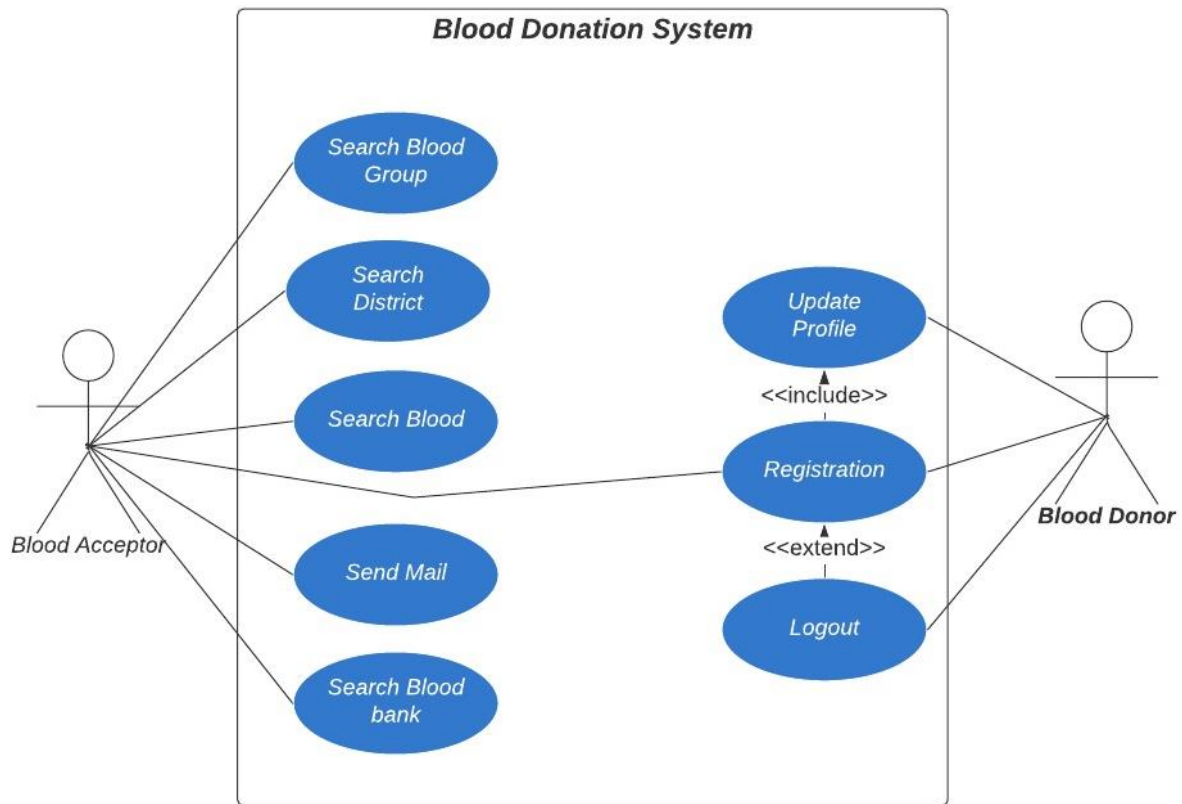 Blood Donation System
Search Blood
Group
Search
District
Search Blood
Send Mail
Search Blood
bank
Blood Acceptor
Update
Profile
<<include>>
Registration
<<extend>>
Logout
Blood Donor